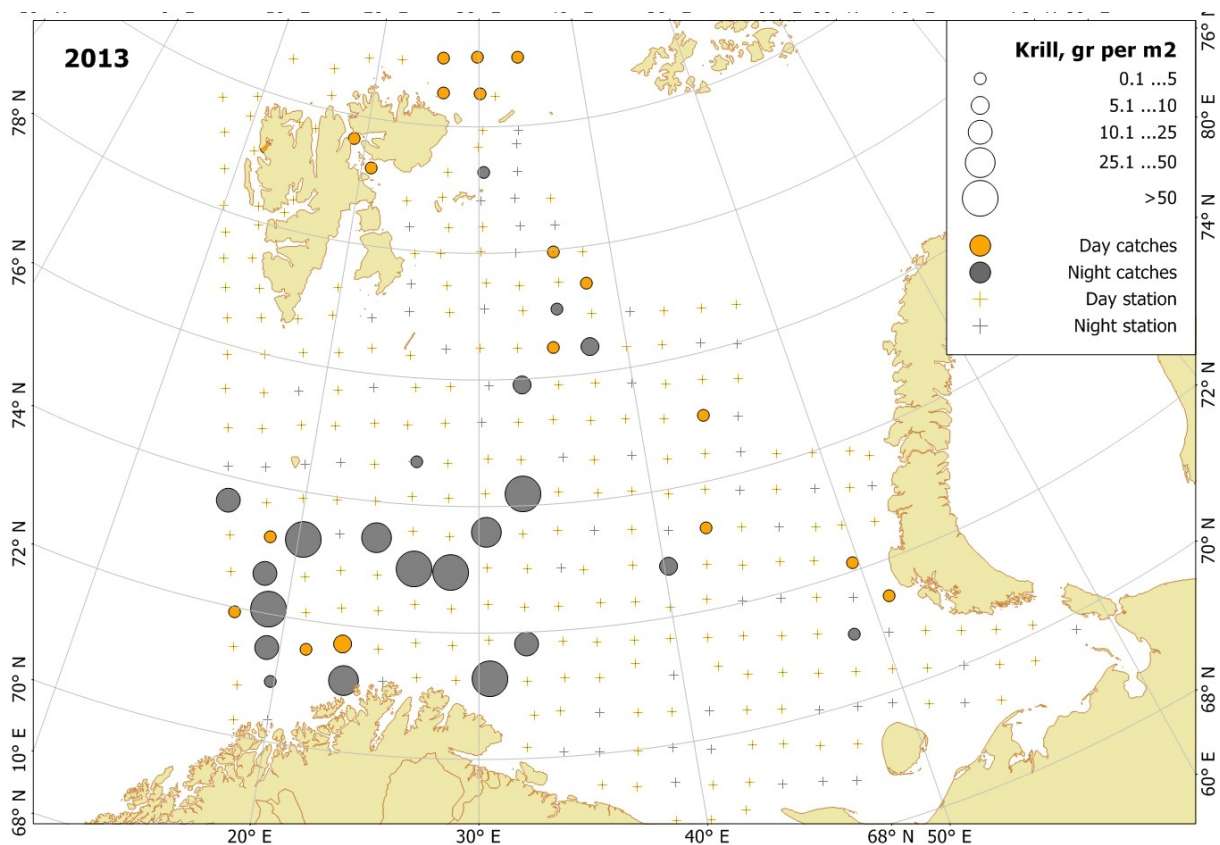 2013
Krill, gr per m2
0.1 ...5
5.1 ...10
10.1 ...25
25.1 ...50
>50
Day catches
Night catches
Day station
Night station
78° N
76° N
74° N
72° N
70° N
10° E
68° N
76° N
80° E
74° N
72° N
70° N
68° N
60° E
20° E
30° E
40° E
68° N
50° E